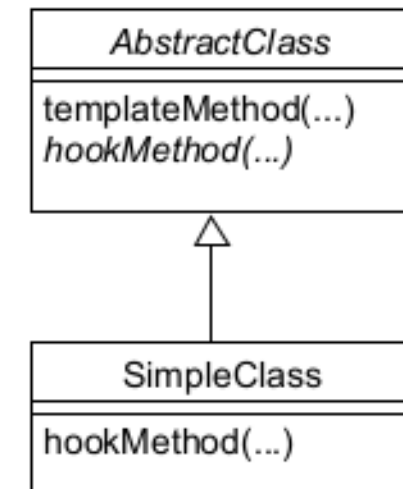 AbstractClass
templateMethod(...)
hookMethod(...)
SimpleClass
hookMethod(...)